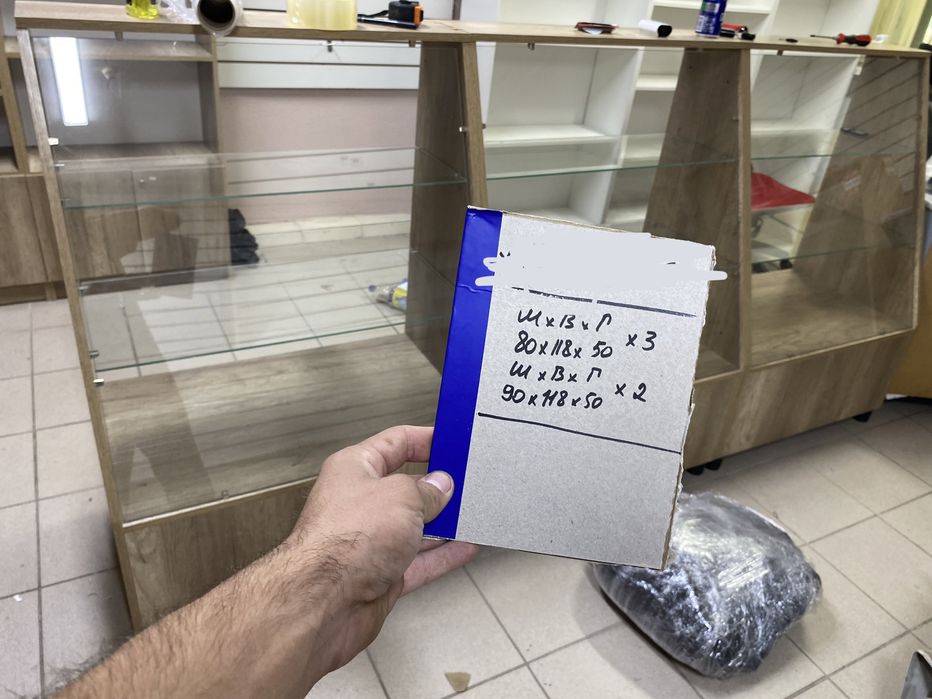 Ш х В х Г
80 х 118 х 50 х 3
Ш х В х Г
90 х 118 х 50 х 2